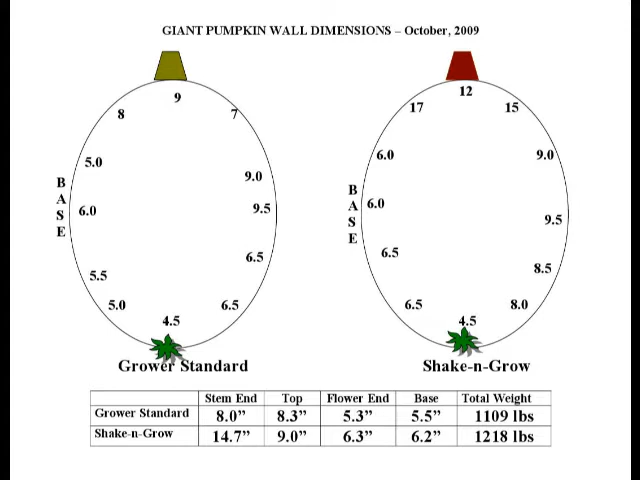 GIANT PUMPKIN WALL DIMENSIONS – October, 2009
9
8
7
5.0
9.0
B
A
S
E
6.0
9.5
6.5
5.5
5.0
6.5
4.5
Grower Standard
12
17
15
6.0
9.0
B
A
S
E
6.0
9.5
6.5
8.5
6.5
8.0
4.5
Shake-n-Grow
Stem End Top Flower End Base Total Weight
Grower Standard 8.0” 8.3” 5.3” 5.5” 1109 lbs
Shake-n-Grow 14.7” 9.0” 6.3” 6.2” 1218 lbs